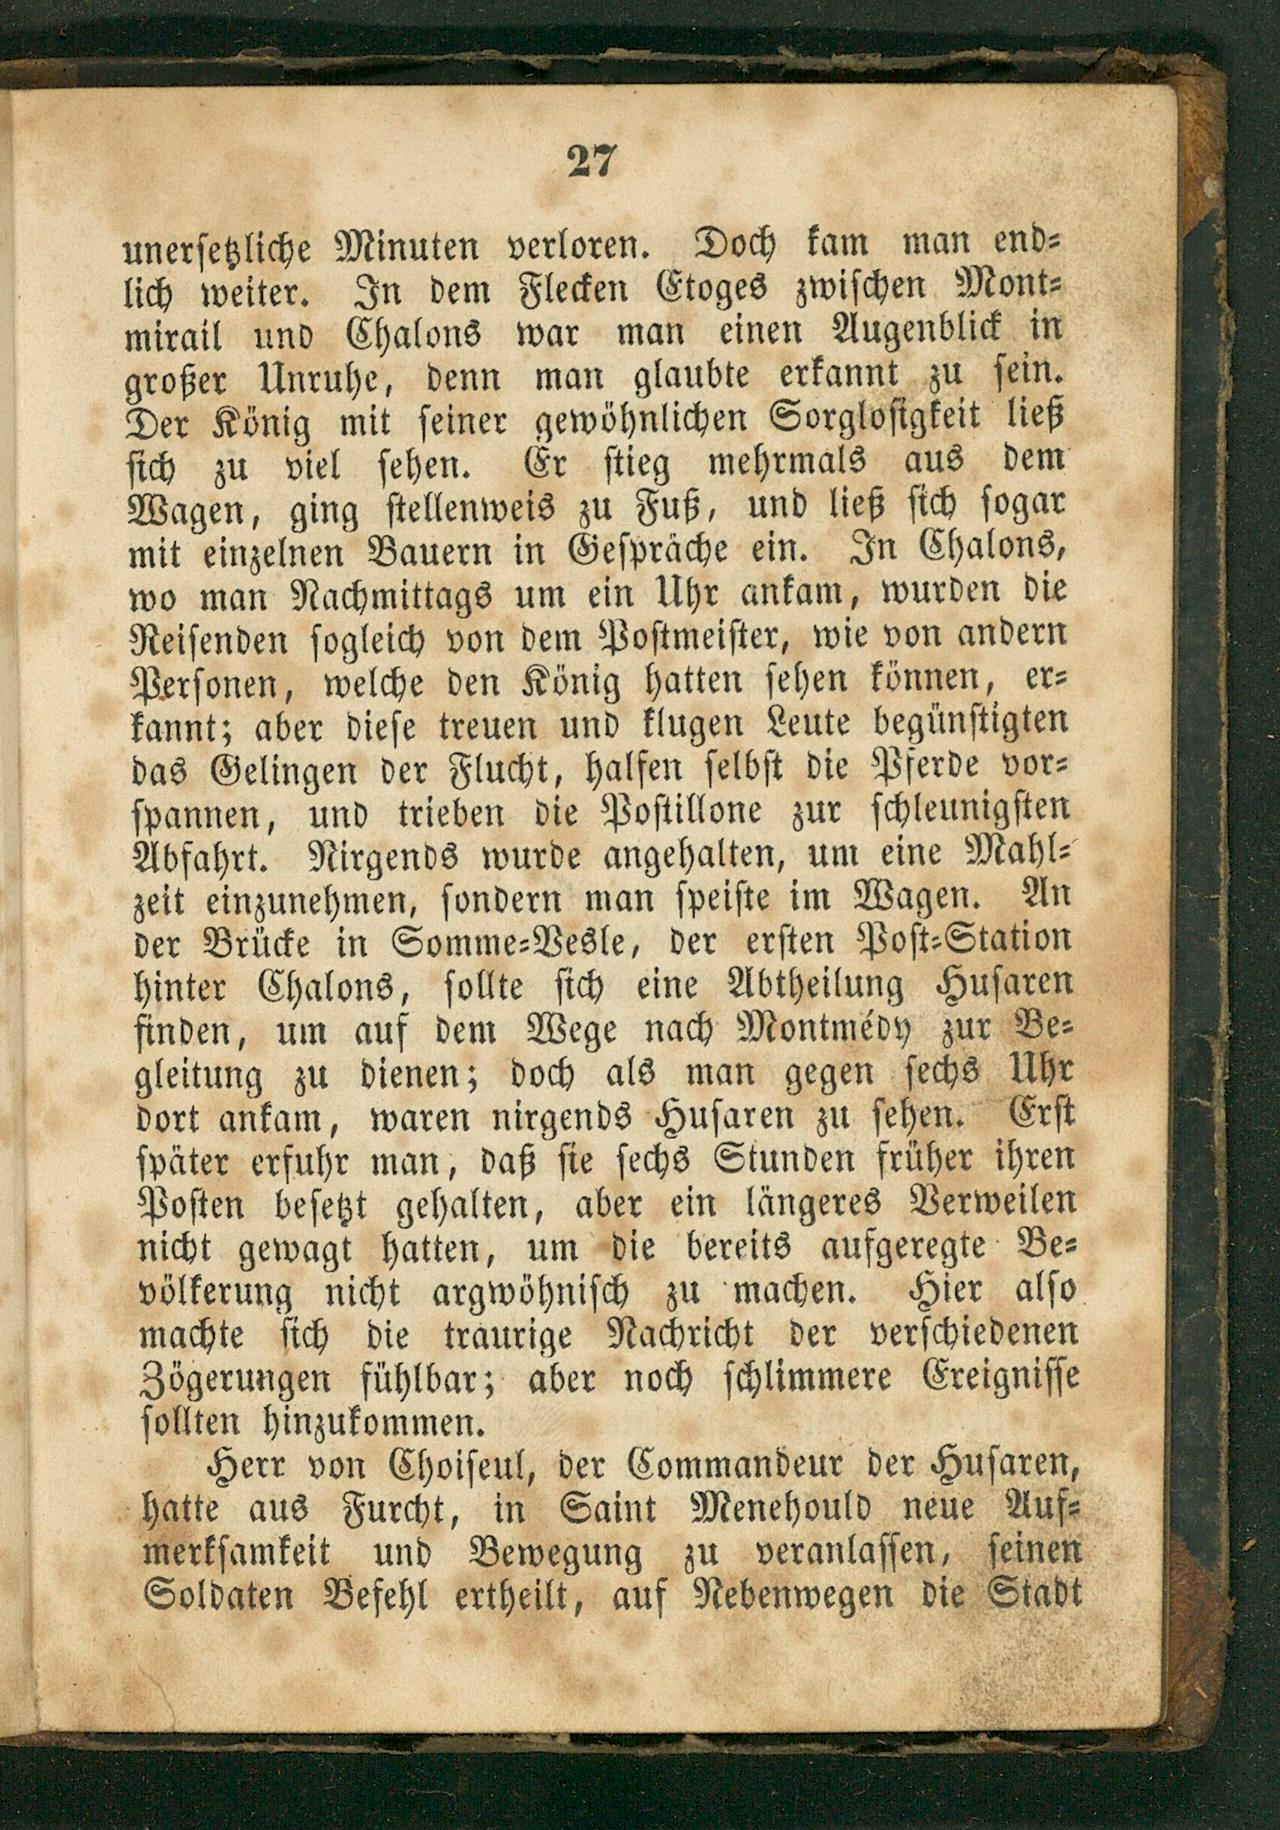 27
unersetzliche Minuten verloren. Doch kam man end-
lich weiter. In dem Flecken Etoges zwischen Mont-
mirail und Chalons war man einen Augenblick in
großer Unruhe, denn man glaubte erkannt zu sein.
Der König mit seiner gewöhnlichen Sorglosigkeit ließ
sich zu viel sehen. Er stieg mehrmals aus dem
Wagen, ging stellenweis zu Fuß, und ließ sich sogar
mit einzelnen Bauern in Gespräche ein. In Chalons,
wo man Nachmittags um ein Uhr ankam, wurden die
Reisenden sogleich von dem Postmeister, wie von andern
Personen, welche den König hatten sehen können, er-
kannt; aber diese treuen und klugen Leute begünstigten
das Gelingen der Flucht, halfen selbst die Pferde vor-
spannen, und trieben die Postillone zur schleunigsten
Abfahrt. Nirgends wurde angehalten, um eine Mahl-
zeit einzunehmen, sondern man speiste im Wagen. An
der Brücke in Somme-Vesle, der ersten Post-Station
hinter Chalons, sollte sich eine Abtheilung Husaren
finden, um auf dem Wege nach Montmédy zur Be-
gleitung zu dienen; doch als man gegen sechs Uhr
dort ankam, waren nirgends Husaren zu sehen. Erst
später erfuhr man, daß sie sechs Stunden früher ihren
Posten besetzt gehalten, aber ein längeres Verweilen
nicht gewagt hatten, um die bereits aufgeregte Be-
völkerung nicht argwöhnisch zu machen. Hier also
machte sich die traurige Nachricht der verschiedenen
Zögerungen fühlbar; aber noch schlimmere Ereignisse
sollten hinzukommen.
Herr von Choiseul, der Commandeur der Husaren,
hatte aus Furcht, in Saint Menehould neue Auf-
merksamkeit und Bewegung zu veranlassen, seinen
Soldaten Befehl ertheilt, auf Nebenwegen die Stadt